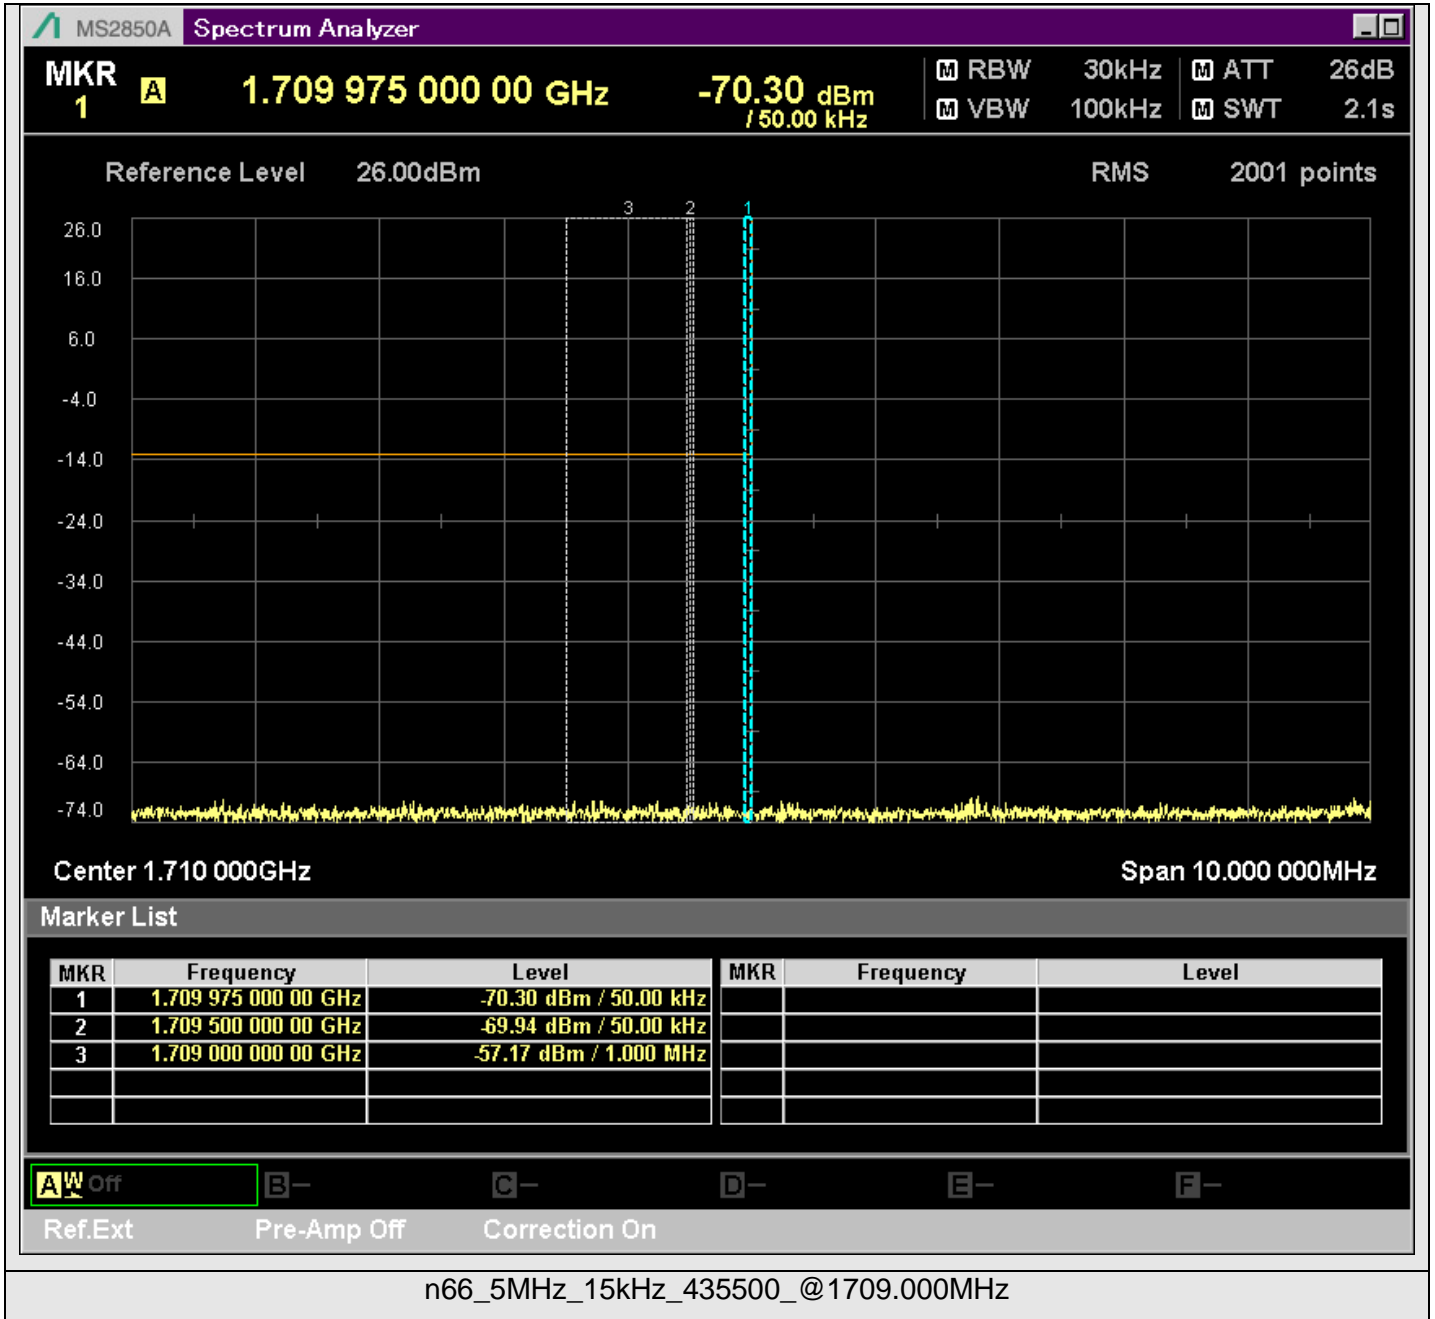 MS2850A Spectrum Analyzer
MKR 1 A 1.709 975 000 00 GHz -70.30 dBm / 50.00 kHz
M RBW 30kHz M ATT 26dB
M VBW 100kHz M SWT 2.1s
Reference Level 26.00dBm RMS 2001 points
3 2 1
26.0
16.0
6.0
-4.0
-14.0
-24.0
-34.0
-44.0
-54.0
-64.0
-74.0
Center 1.710 000GHz Span 10.000 000MHz
Marker List
MKR Frequency Level MKR Frequency Level
1 1.709 975 000 00 GHz -70.30 dBm / 50.00 kHz
2 1.709 500 000 00 GHz -69.94 dBm / 50.00 kHz
3 1.709 000 000 00 GHz -57.17 dBm / 1.000 MHz
A W Off B – C – D – E – F –
Ref.Ext Pre-Amp Off Correction On
n66_5MHz_15kHz_435500_@1709.000MHz